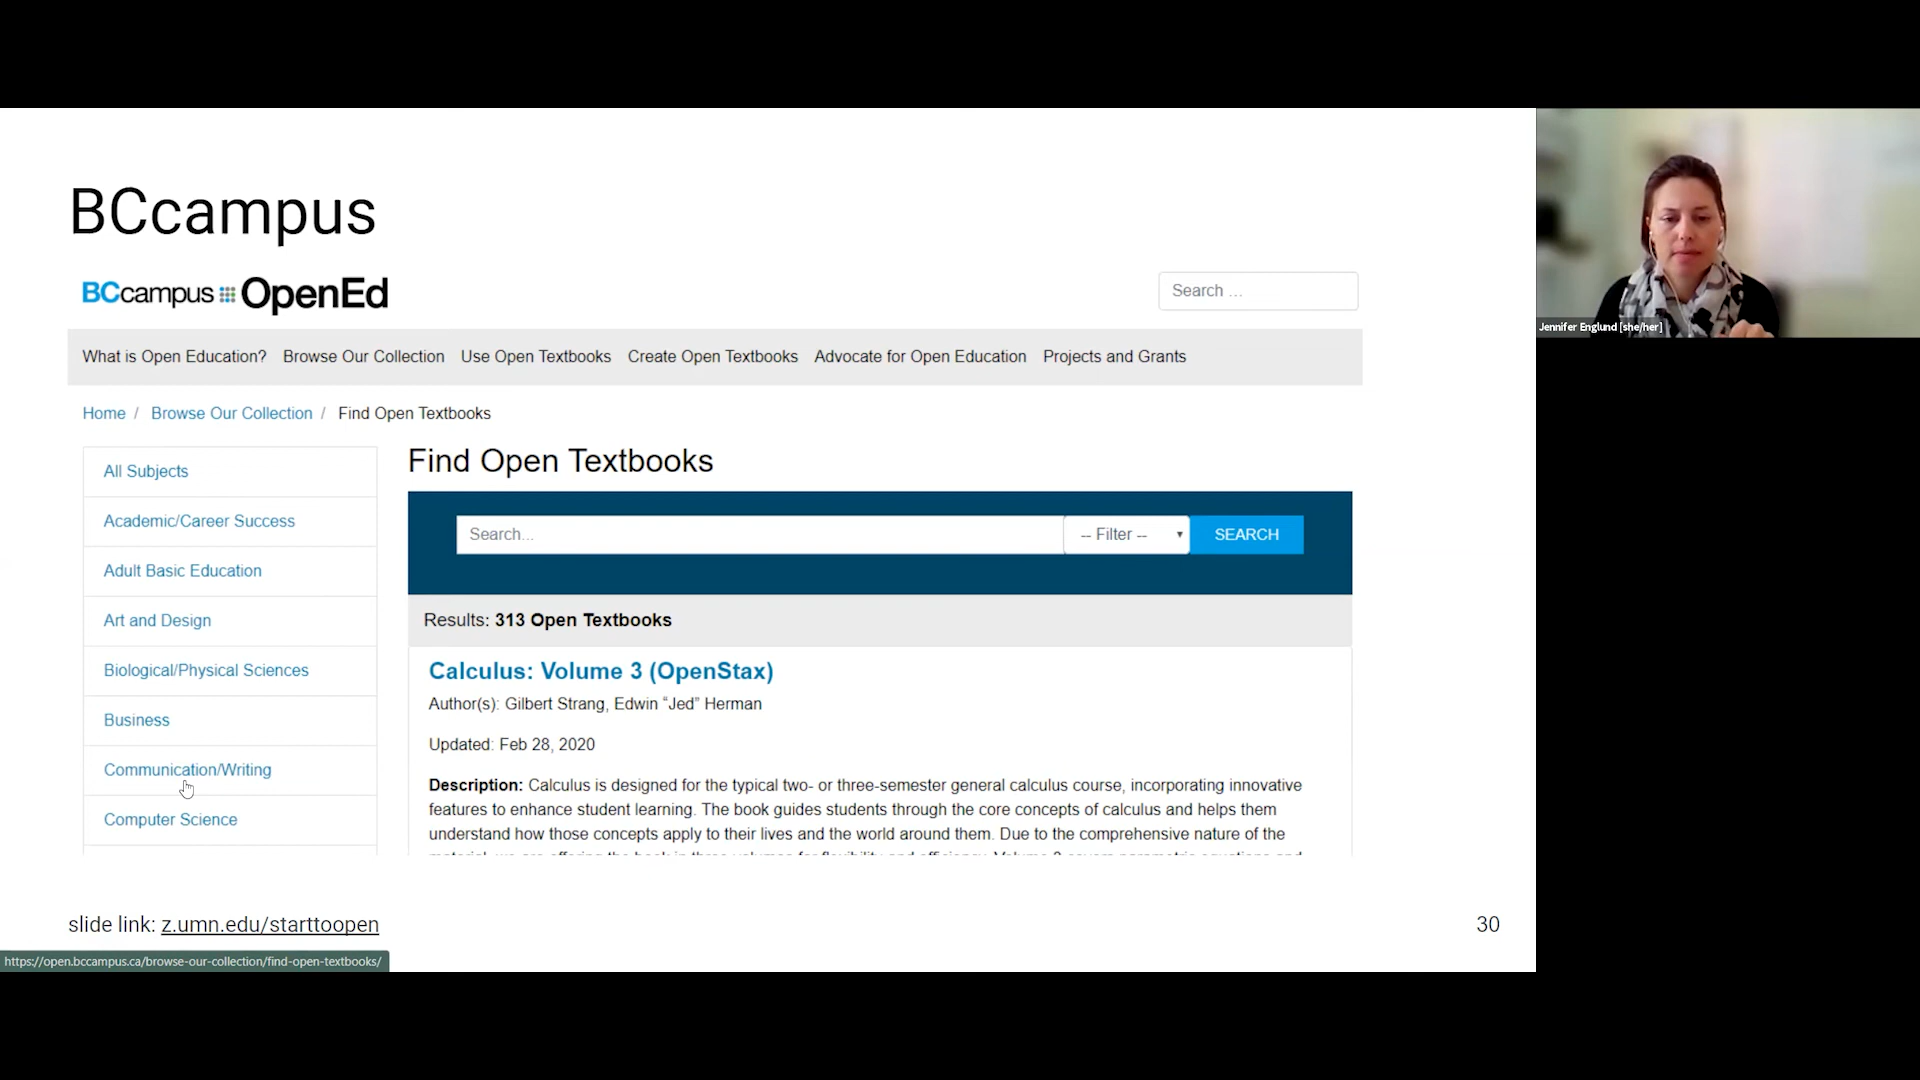 BCcampus
BCcampus OpenEd
Search ...
What is Open Education? Browse Our Collection Use Open Textbooks Create Open Textbooks Advocate for Open Education Projects and Grants
Home / Browse Our Collection / Find Open Textbooks
All Subjects
Academic/Career Success
Adult Basic Education
Art and Design
Biological/Physical Sciences
Business
Communication/Writing
Computer Science
Find Open Textbooks
Search...
-- Filter --
SEARCH
Results: 313 Open Textbooks
Calculus: Volume 3 (OpenStax)
Author(s): Gilbert Strang, Edwin “Jed” Herman
Updated: Feb 28, 2020
Description: Calculus is designed for the typical two- or three-semester general calculus course, incorporating innovative
features to enhance student learning. The book guides students through the core concepts of calculus and helps them
understand how those concepts apply to their lives and the world around them. Due to the comprehensive nature of the
slide link: z.umn.edu/starttoopen
30
https://open.bccampus.ca/browse-our-collection/find-open-textbooks/
Jennifer Englund [she/her]